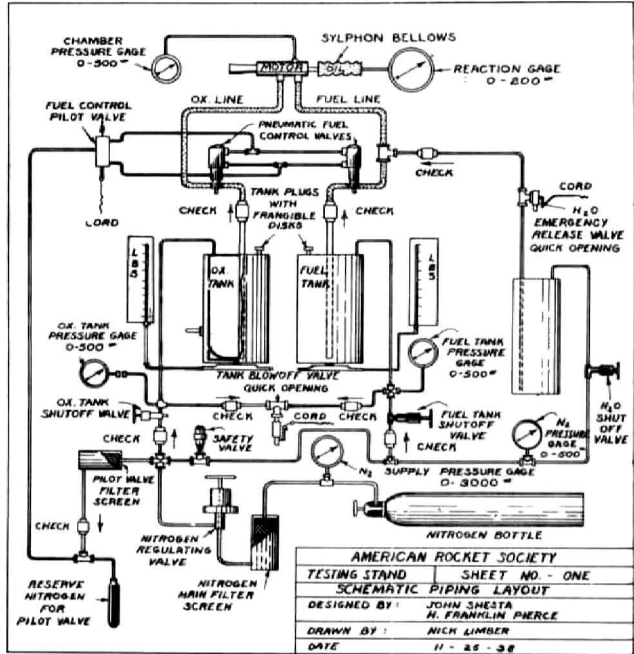 CHAMBER
PRESSURE GAGE
0-500#
SYLPHON BELLOWS
MOTOR
OIL
REACTION GAGE
0-200#
OX. LINE
FUEL LINE
FUEL CONTROL
PILOT VALVE
PNEUMATIC FUEL
CONTROL VALVES
CORD
CHECK
TANK PLUGS
WITH
FRANGIBLE
DISKS
CHECK
CHECK
CORD
H2O
EMERGENCY
RELEASE VALVE
QUICK OPENING
LBS
OX.
TANK
FUEL
TANK
LBS
OX. TANK
PRESSURE GAGE
0-500#
FUEL TANK
PRESSURE
GAGE
0-500#
TANK BLOWOFF VALVE
QUICK OPENING
OX. TANK
SHUTOFF VALVE
CHECK
CORD
CHECK
FUEL TANK
SHUTOFF
VALVE
H2O
SHUT
OFF
VALVE
N2
PRESSURE
GAGE
0-500#
CHECK
SAFETY
VALVE
CHECK
PILOT VALVE
FILTER
SCREEN
N2
SUPPLY PRESSURE GAGE
0-3000#
CHECK
NITROGEN
REGULATING
VALVE
NITROGEN BOTTLE
RESERVE
NITROGEN
FOR
PILOT VALVE
NITROGEN
MAIN FILTER
SCREEN
AMERICAN ROCKET SOCIETY
TESTING STAND SHEET NO. - ONE
SCHEMATIC PIPING LAYOUT
DESIGNED BY: JOHN SHESTA
H. FRANKLIN PIERCE
DRAWN BY: NICK LIMBER
DATE 11-25-38